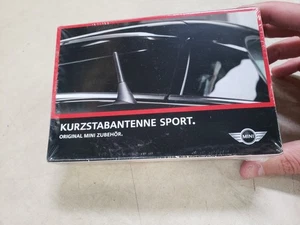 KURZSTABANTENNE SPORT.
ORIGINAL MINI ZUBEHÖR.
MINI